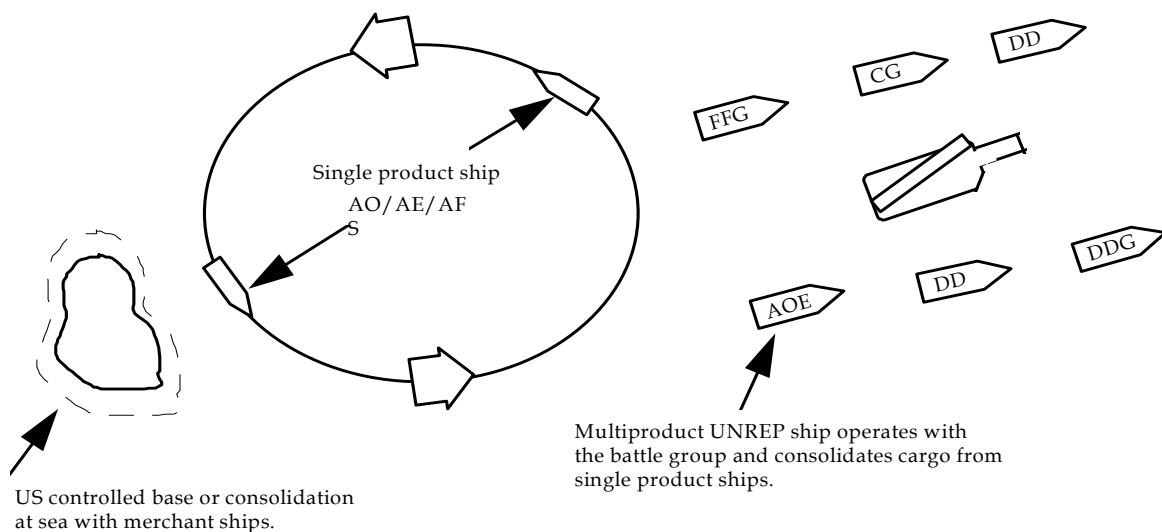 DD
CG
FFG
Single product ship
AO/AE/AF
S
DDG
DD
AOE
Multiproduct UNREP ship operates with
the battle group and consolidates cargo from
single product ships.
US controlled base or consolidation
at sea with merchant ships.